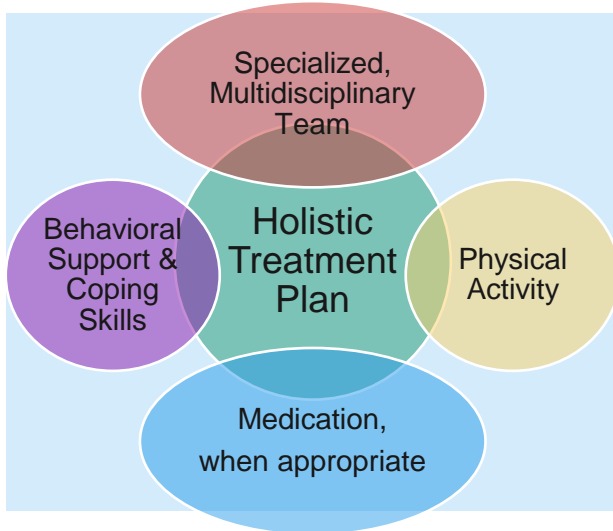 Specialized,
Multidisciplinary
Team
Behavioral
Support &
Coping
Skills
Holistic
Treatment
Plan
Physical
Activity
Medication,
when appropriate